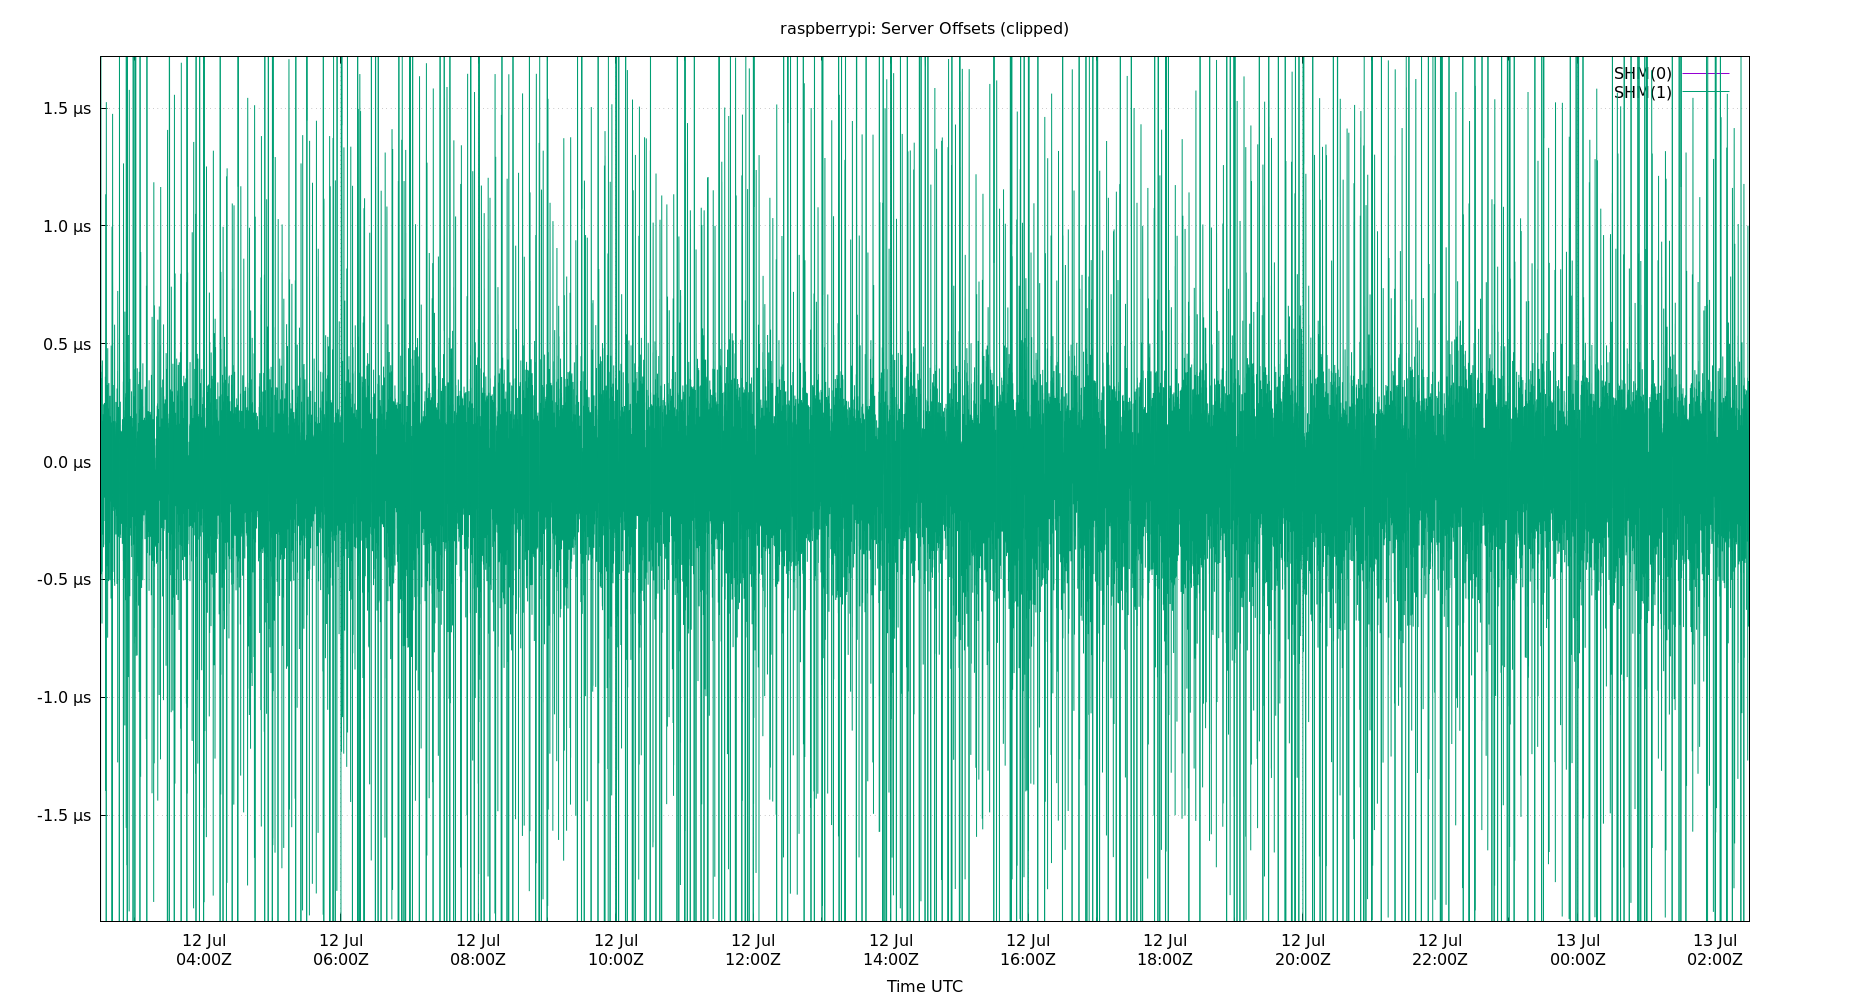 raspberrypi: Server Offsets (clipped)
SHM(0)
SHM(1)
1.5 µs
1.0 µs
0.5 µs
0.0 µs
-0.5 µs
-1.0 µs
-1.5 µs
12 Jul 12 Jul 12 Jul 12 Jul 12 Jul 12 Jul 12 Jul 12 Jul 12 Jul 12 Jul 13 Jul 13 Jul
04:00Z 06:00Z 08:00Z 10:00Z 12:00Z 14:00Z 16:00Z 18:00Z 20:00Z 22:00Z 00:00Z 02:00Z
Time UTC